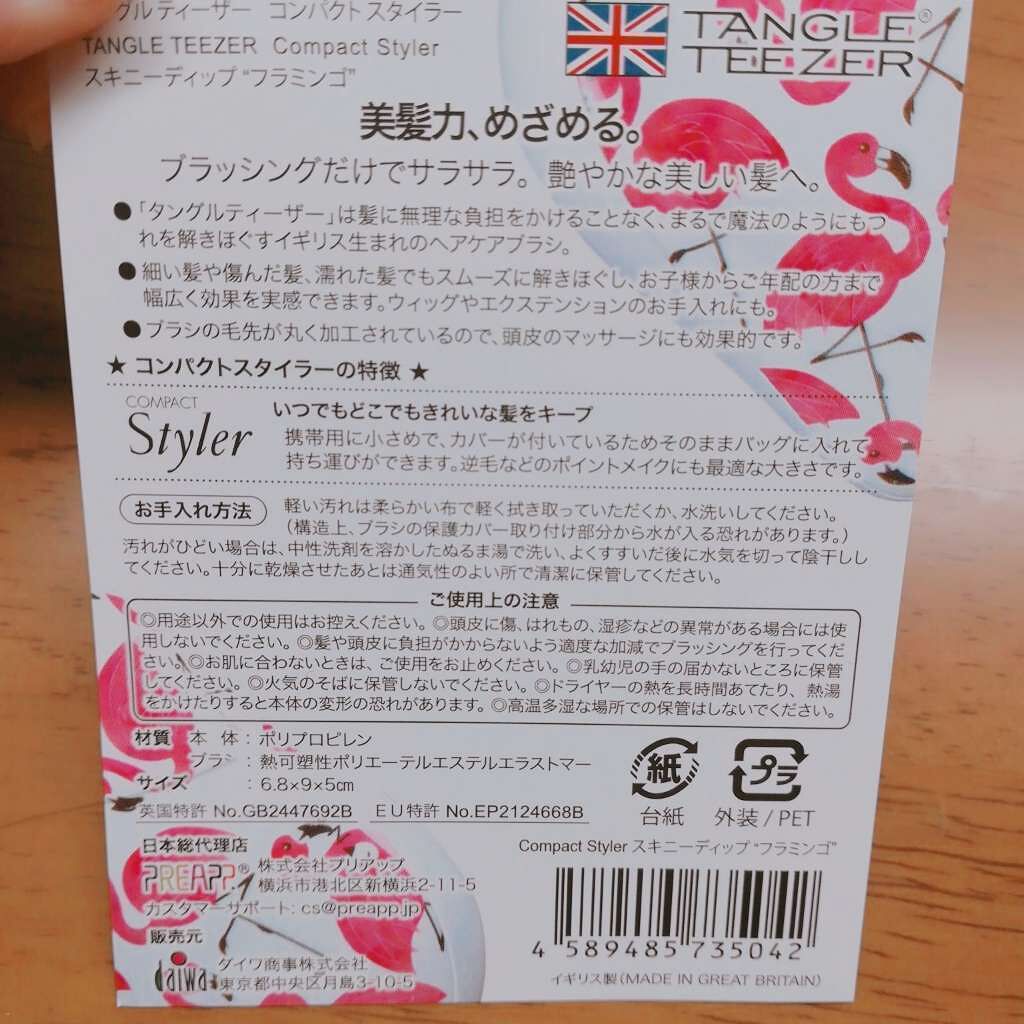 グルティーザー コンパクト スタイラー
TANGLE TEEZER Compact Styler
スキニーディップ“フラミンゴ”
TANGLE®
TEEZER
美髪力、めざめる。
ブラッシングだけでサラサラ。艶やかな美しい髪へ。
●「タングルティーザー」は髪に無理な負担をかけることなく、まるで魔法のようにもつ
れを解きほぐすイギリス生まれのヘアケアブラシ。
●細い髪や傷んだ髪、濡れた髪でもスムーズに解きほぐし、お子様からご年配の方まで
幅広く効果を実感できます。ウィッグやエクステンションのお手入れにも。
●ブラシの毛先が丸く加工されているので、頭皮のマッサージにも効果的です。
★ コンパクトスタイラーの特徴 ★
COMPACT
Styler
いつでもどこでもきれいな髪をキープ
携帯用に小さめで、カバーが付いているためそのままバッグに入れて
持ち運びができます。逆毛などのポイントメイクにも最適な大きさです。
お手入れ方法
軽い汚れは柔らかい布で軽く拭き取っていただくか、水洗いしてください。
(構造上、ブラシの保護カバー取り付け部分から水が入る恐れがあります。)
汚れがひどい場合は、中性洗剤を溶かしたぬるま湯で洗い、よくすすいだ後に水気を切って陰干し
してください。十分に乾燥させたあとは通気性のよい所で清潔に保管してください。
ご使用上の注意
◎用途以外での使用はお控えください。◎頭皮に傷、はれもの、湿疹などの異常がある場合には使
用しないでください。◎髪や頭皮に負担がかからないよう適度な加減でブラッシングを行ってくだ
さい。◎お肌に合わないときは、ご使用をお止めください。◎乳幼児の手の届かないところに保管
してください。◎火気のそばに保管しないでください。◎ドライヤーの熱を長時間あてたり、熱湯
をかけたりすると本体の変形の恐れがあります。◎高温多湿な場所での保管はしないでください。
材質 本 体:ポリプロピレン
ブラシ:熱可塑性ポリエーテルエステルエラストマー
サイズ :6.8×9×5㎝
英国特許 No.GB2447692B EU特許 No.EP2124668B
紙
台紙
プラ
外装/PET
日本総代理店
PREAPP® 株式会社プリアップ
横浜市港北区新横浜2-11-5
カスタマーサポート: cs@preapp.jp
販売元
daiwa ダイワ商事株式会社
東京都中央区月島3-10-5
Compact Styler スキニーディップ“フラミンゴ”
4 589485 735042
イギリス製(MADE IN GREAT BRITAIN)